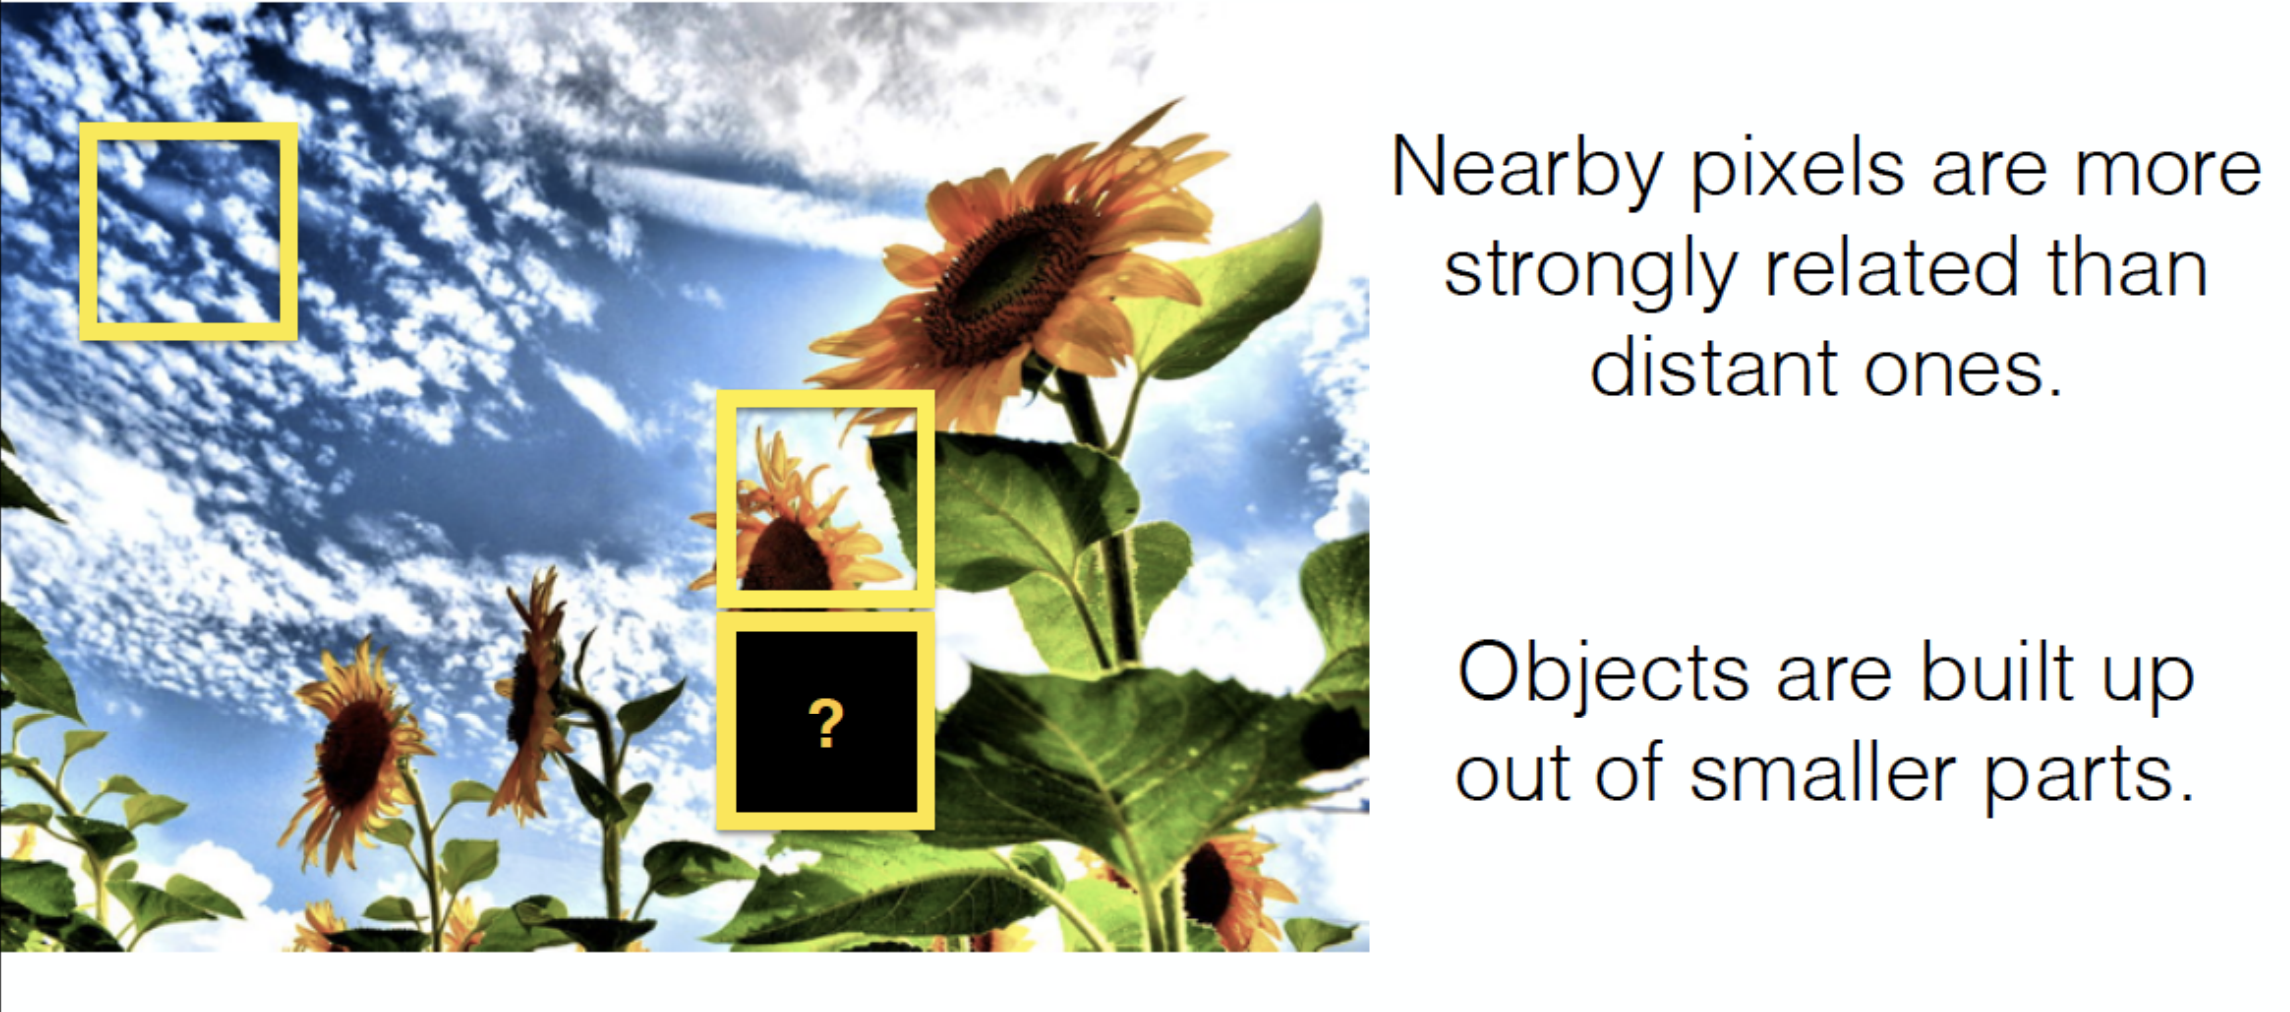 ?
Nearby pixels are more
strongly related than
distant ones.
Objects are built up
out of smaller parts.